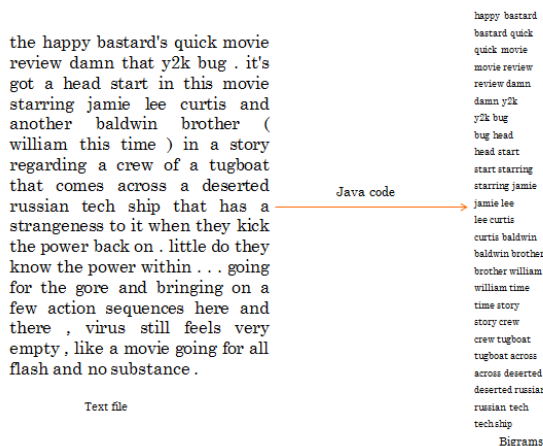 the happy bastard's quick movie
review damn that y2k bug . it's
got a head start in this movie
starring jamie lee curtis and
another baldwin brother (
william this time ) in a story
regarding a crew of a tugboat
that comes across a deserted
russian tech ship that has a
strangeness to it when they kick
the power back on . little do they
know the power within . . . going
for the gore and bringing on a
few action sequences here and
there , virus still feels very
empty , like a movie going for all
flash and no substance .
Text file
Java code
happy bastard
bastard quick
quick movie
movie review
review damn
damn y2k
y2k bug
bug head
head start
start starring
starring jamie
jamie lee
lee curtis
curtis baldwin
baldwin brother
brother william
william time
time story
story crew
crew tugboat
tugboat across
across deserted
deserted russian
russian tech
tech ship
Bigrams